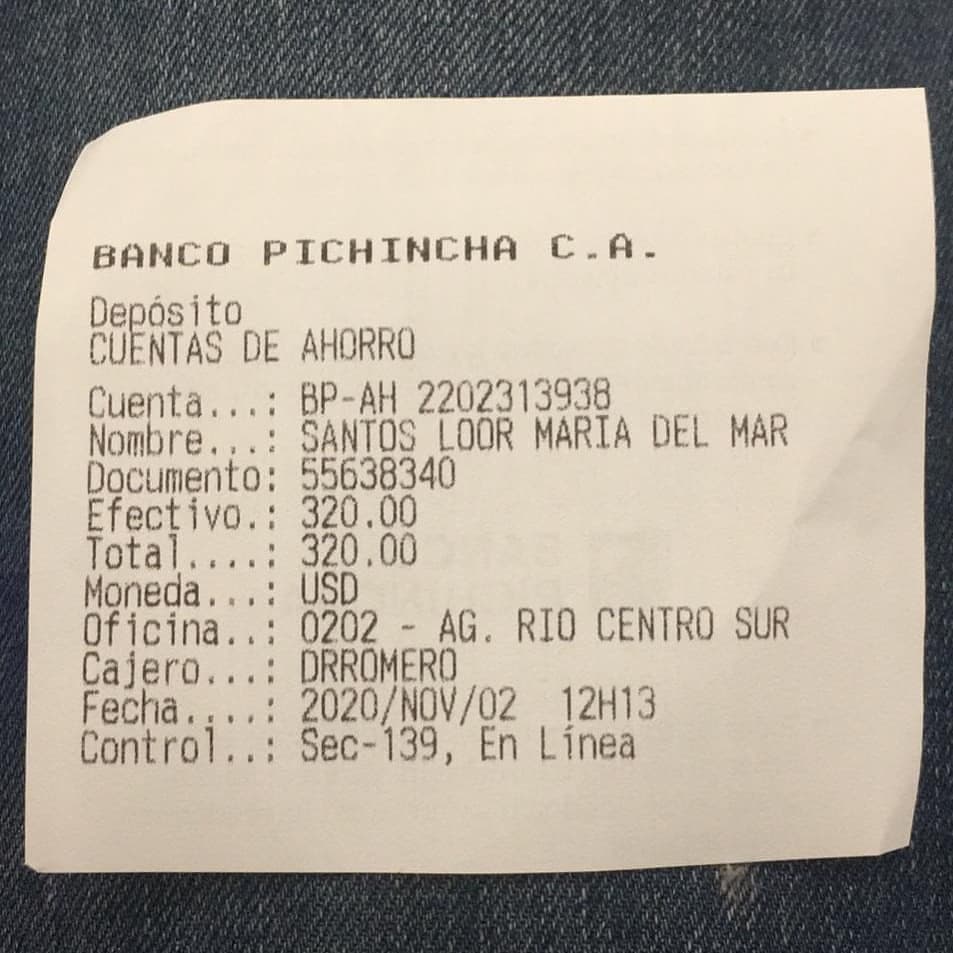 BANCO PICHINCHA C.A.
Depósito
CUENTAS DE AHORRO
Cuenta...: BP-AH 2202313938
Nombre...: SANTOS LOOR MARIA DEL MAR
Documento: 55638340
Efectivo.: 320.00
Total....: 320.00
Moneda...: USD
Oficina..: 0202 - AG. RIO CENTRO SUR
Cajero...: DRROMERO
Fecha....: 2020/NOV/02  12H13
Control..: Sec-139, En Línea